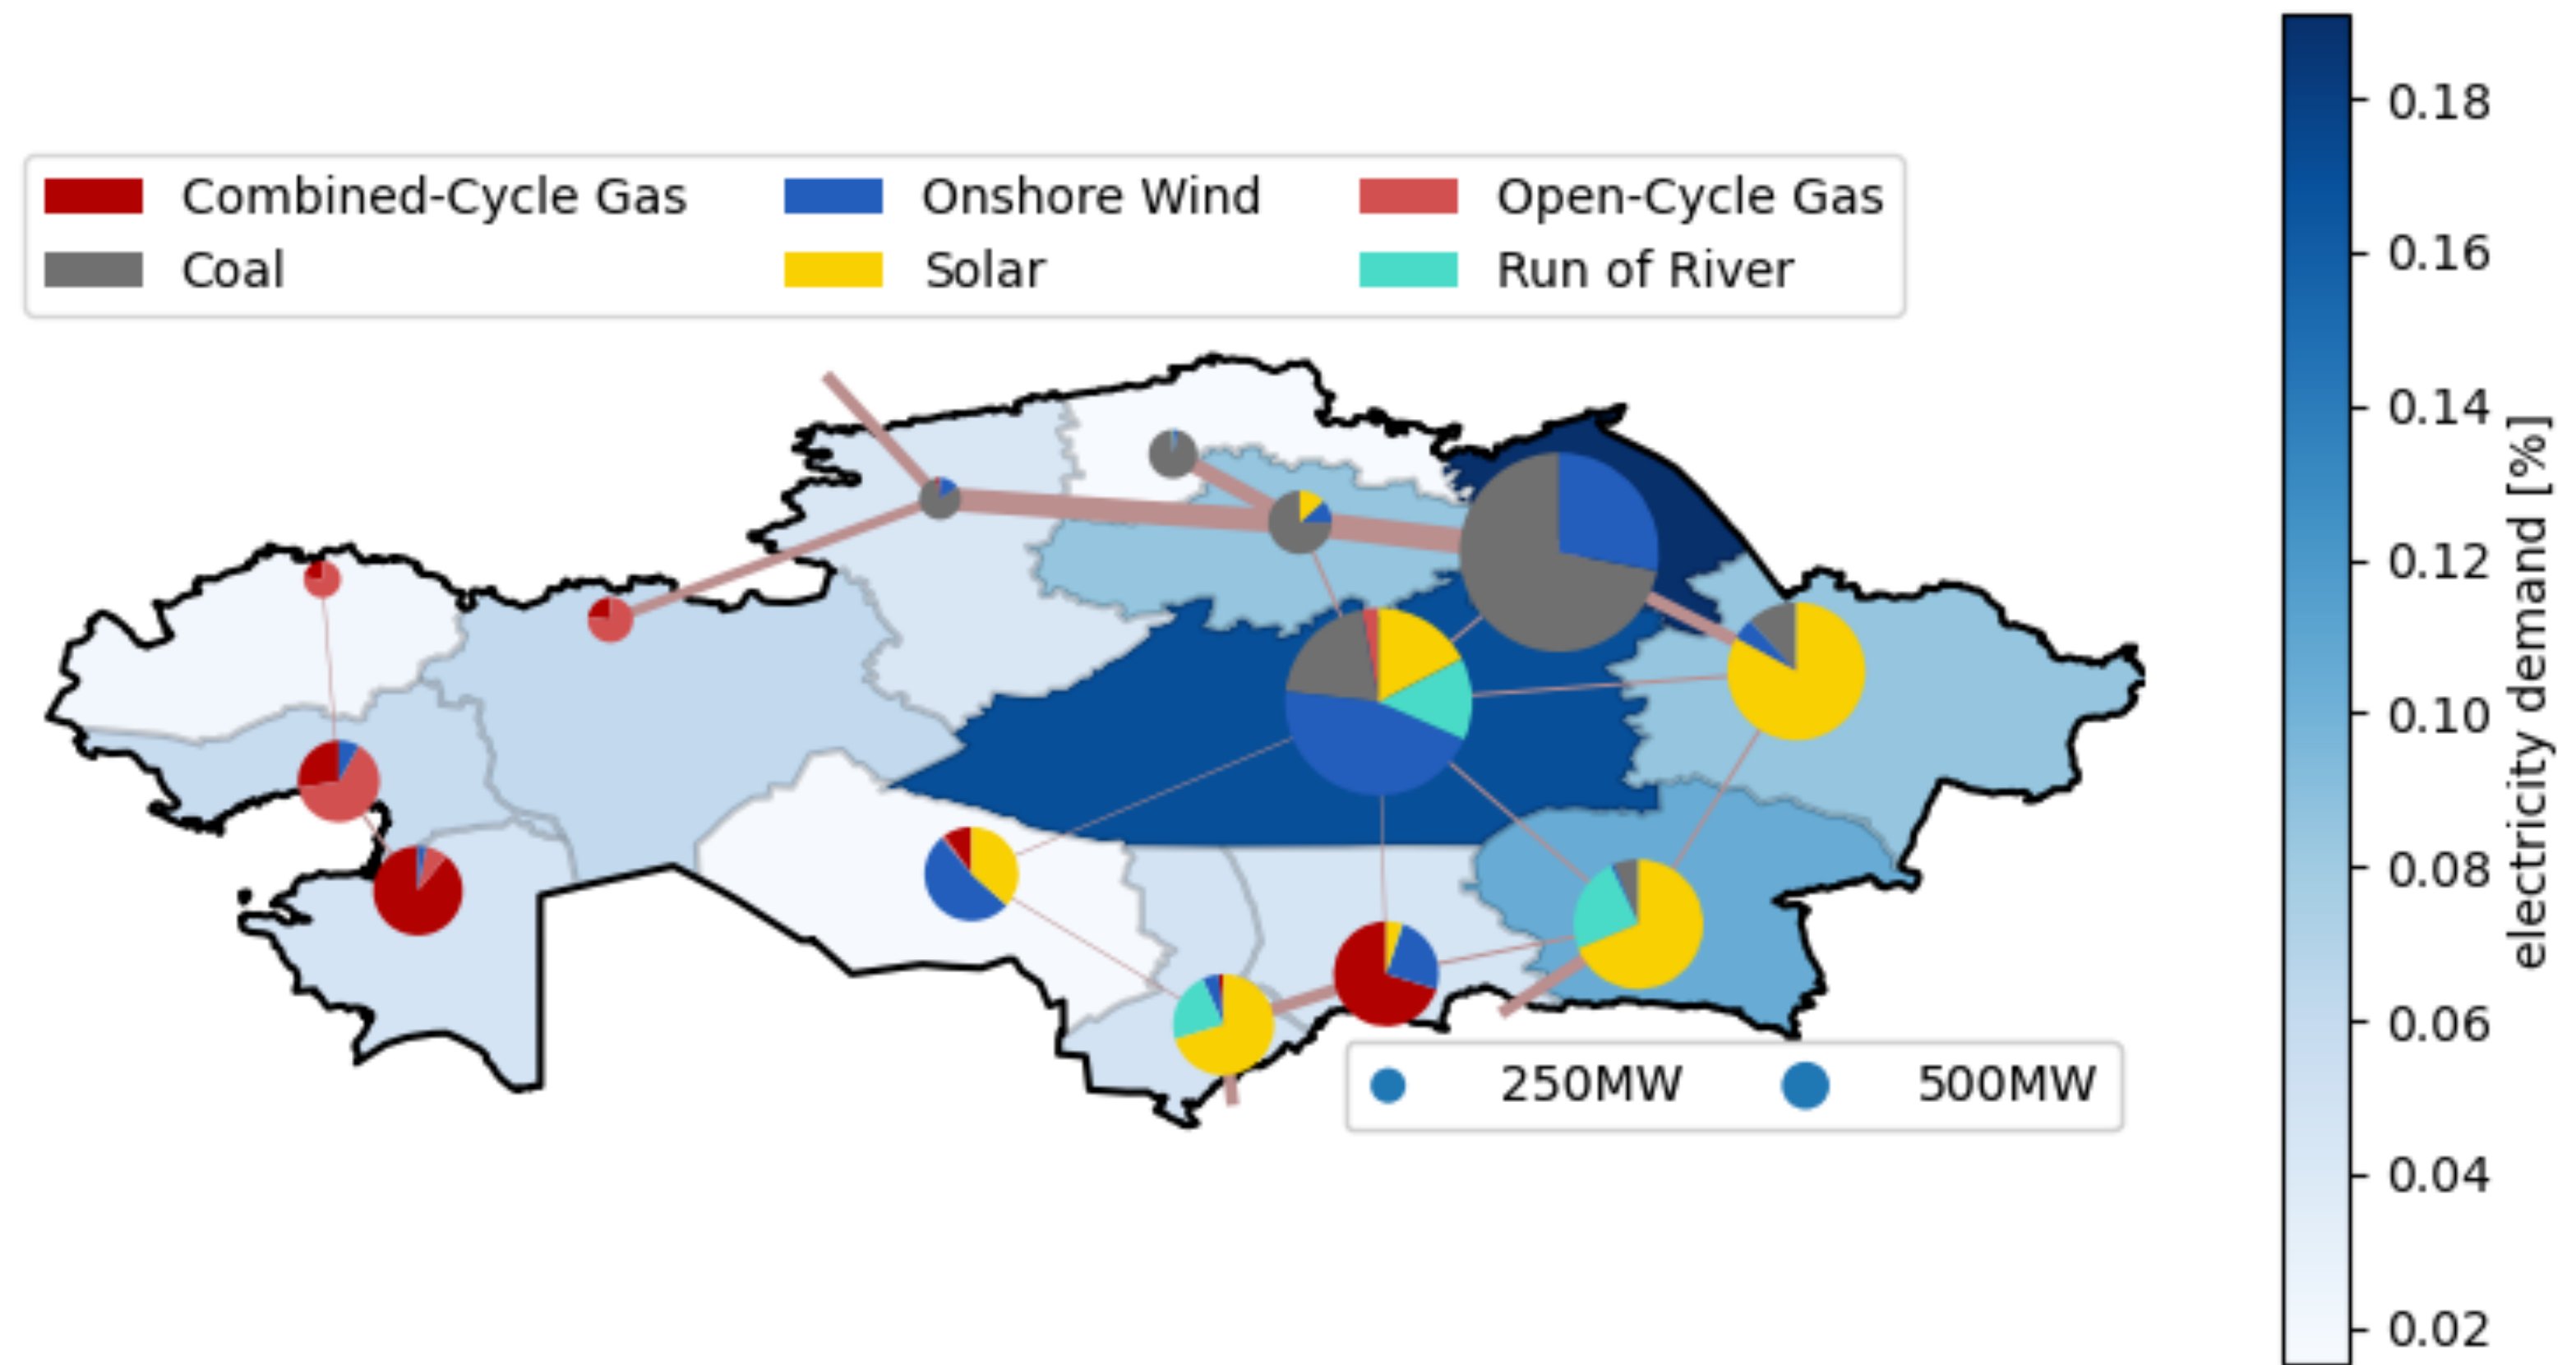 Combined-Cycle Gas Onshore Wind Open-Cycle Gas
Coal Solar Run of River
250MW 500MW
0.18
0.16
0.14
0.12
0.10
0.08
0.06
0.04
0.02
electricity demand [%]